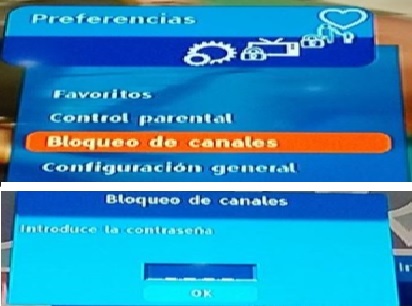 Preferencias
Favoritos
Control parental
Bloqueo de canales
Configuración general
Bloqueo de canales
Introduce la contraseña
OK